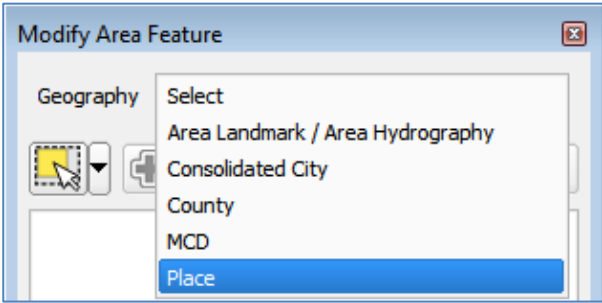 Modify Area Feature
Geography
Select
Area Landmark / Area Hydrography
Consolidated City
County
MCD
Place